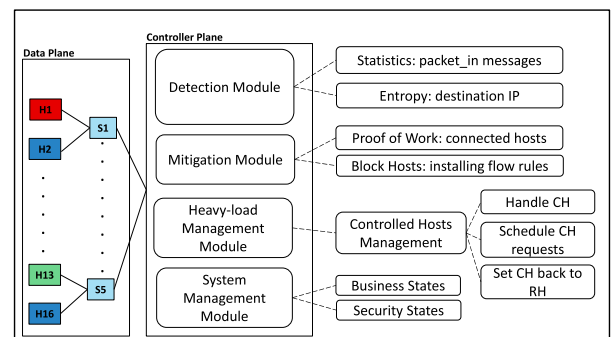 Data Plane
H1
H2
S1
H13
H16
S5
Controller Plane
Detection Module
Statistics: packet_in messages
Entropy: destination IP
Mitigation Module
Proof of Work: connected hosts
Block Hosts: installing flow rules
Heavy-load
Management
Module
Controlled Hosts
Management
Handle CH
Schedule CH
requests
Set CH back to
RH
System
Management
Module
Business States
Security States